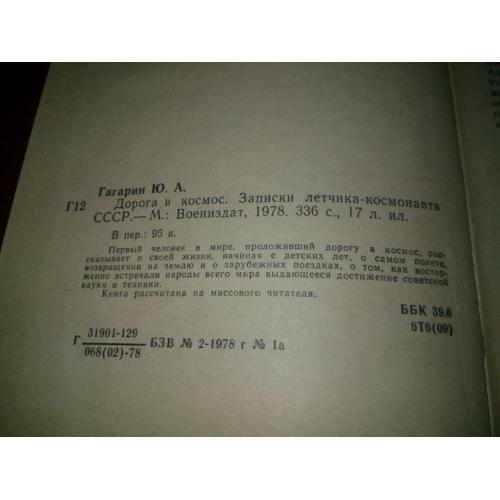 Гагарин Ю. А.
Г12 Дорога в космос. Записки летчика-космонавта
СССР.— М.: Воениздат, 1978. 336 с., 17 л. ил.
В пер.: 95 к.
Первый человек в мире, проложивший дорогу в космос, рас-
сказывает о своей жизни, начиная с детских лет, о самом полете,
возвращении на землю и о зарубежных поездках, о том, как востор-
женно встречали народы всего мира выдающееся достижение советской
науки и техники.
Книга рассчитана на массового читателя.
ББК 39.6
6Т6(09)
Г 31901-129
068(02)-78 БЗВ № 2-1978 г № 1а